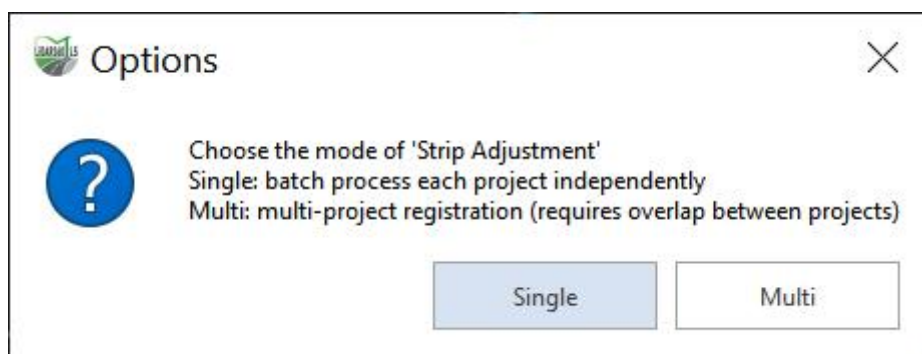 Options
Choose the mode of 'Strip Adjustment'
Single: batch process each project independently
Multi: multi-project registration (requires overlap between projects)
Single
Multi